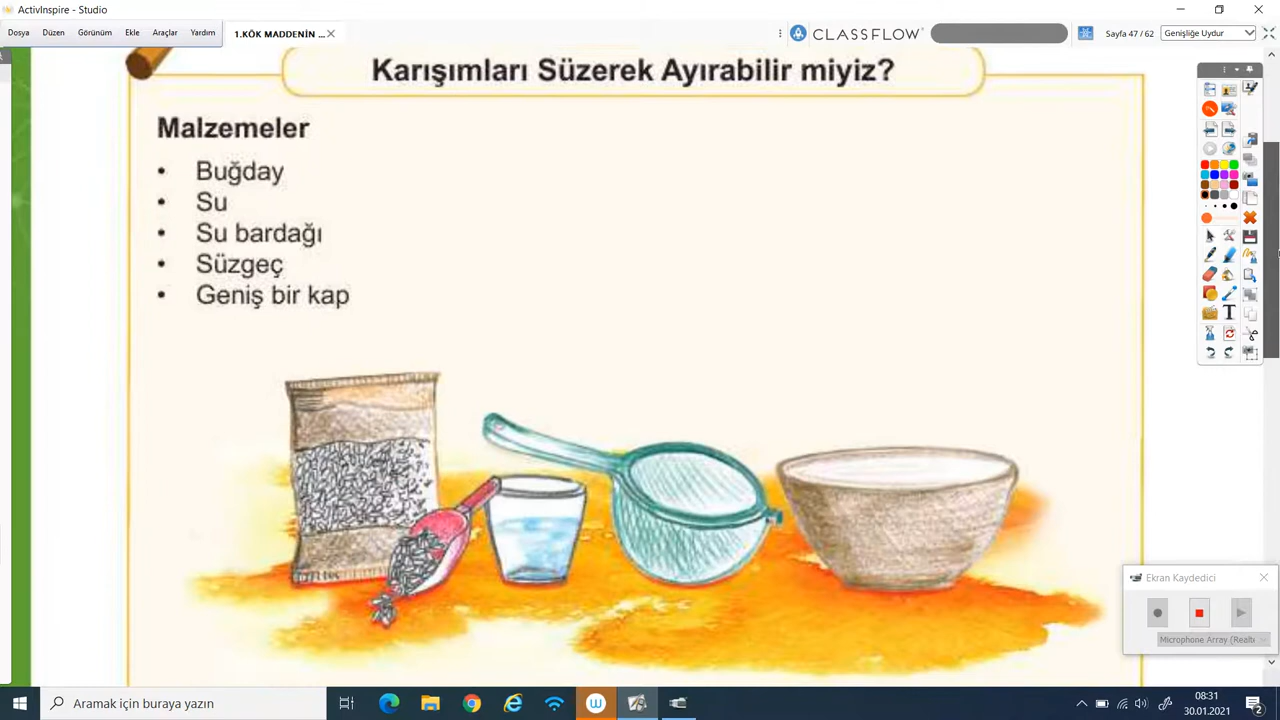 ActivInspire - Studio
Dosya Düzen Görünüm Ekle Araçlar Yardım
1.KÖK MADDENİN ...
CLASSFLOW
Sayfa 47 / 62
Genişliğe Uydur
Karışımları Süzerek Ayırabilir miyiz?
Malzemeler
• Buğday
• Su
• Su bardağı
• Süzgeç
• Geniş bir kap
Ekran Kaydedici
Microphone Array (Realte
Aramak için buraya yazın
08:31
30.01.2021
2